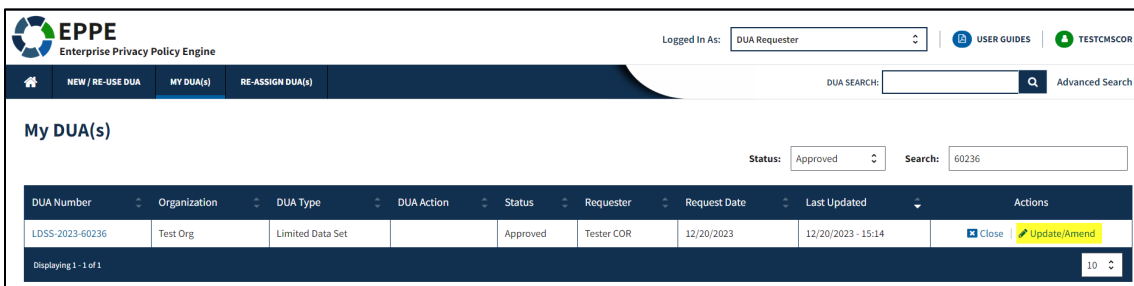 EPPE
Enterprise Privacy Policy Engine
Logged In As: DUA Requester USER GUIDES TESTCMSCOR
NEW / RE-USE DUA MY DUA(s) RE-ASSIGN DUA(s) DUA SEARCH: Advanced Search
My DUA(s)
Status: Approved Search: 60236
DUA Number Organization DUA Type DUA Action Status Requester Request Date Last Updated Actions
LDSS-2023-60236 Test Org Limited Data Set Approved Tester COR 12/20/2023 12/20/2023 - 15:14 Close Update/Amend
Displaying 1 - 1 of 1 10